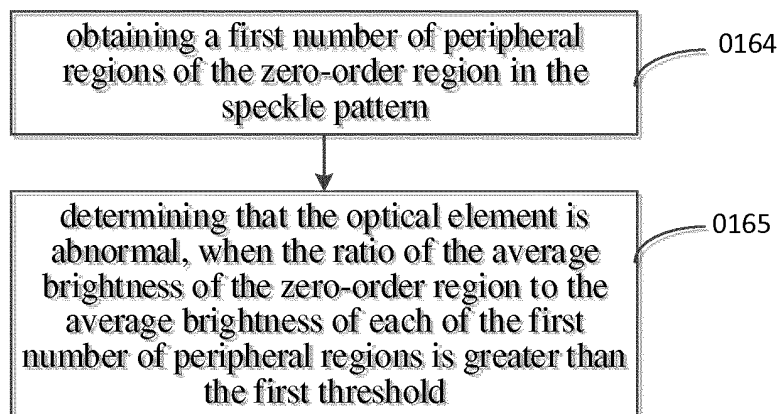 obtaining a first number of peripheral
regions of the zero-order region in the
speckle pattern
0164
determining that the optical element is
abnormal, when the ratio of the average
brightness of the zero-order region to the
average brightness of each of the first
number of peripheral regions is greater than
the first threshold
0165